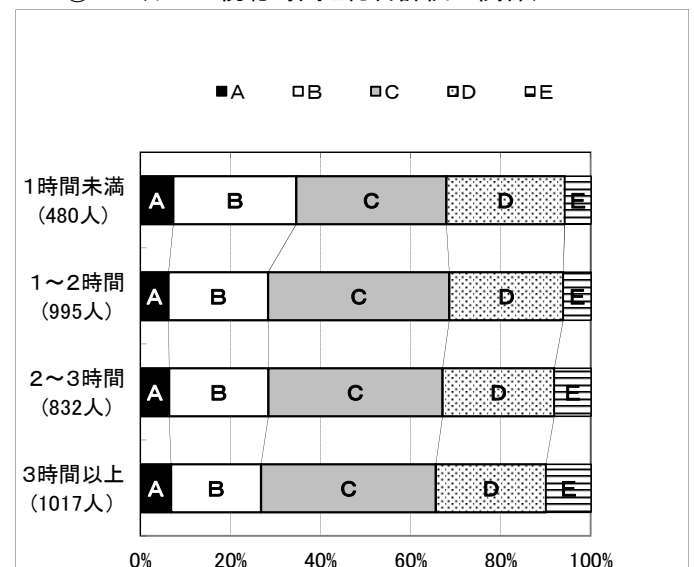 ■A □B ■C □D □E
1時間未満
(480人)
A B C D E
1～2時間
(995人)
A B C D E
2～3時間
(832人)
A B C D E
3時間以上
(1017人)
A B C D E
0% 20% 40% 60% 80% 100%